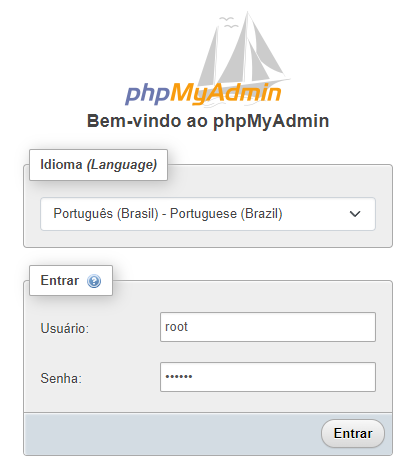 phpMyAdmin
Bem-vindo ao phpMyAdmin
Idioma (Language)
Português (Brasil) - Portuguese (Brazil)
Entrar ?
Usuário:
root
Senha:
••••••
Entrar